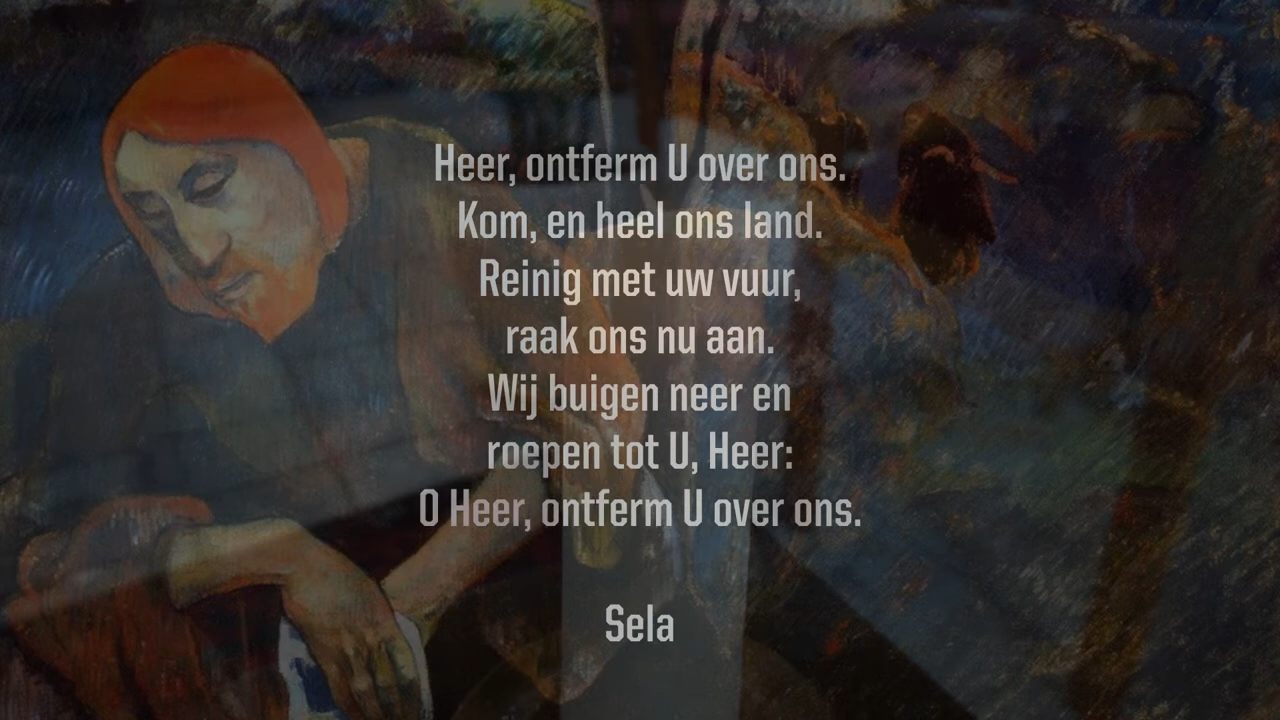 Heer, ontferm U over ons.
Kom, en heel ons land.
Reinig met uw vuur,
raak ons nu aan.
Wij buigen neer en
roepen tot U, Heer:
O Heer, ontferm U over ons.
Sela